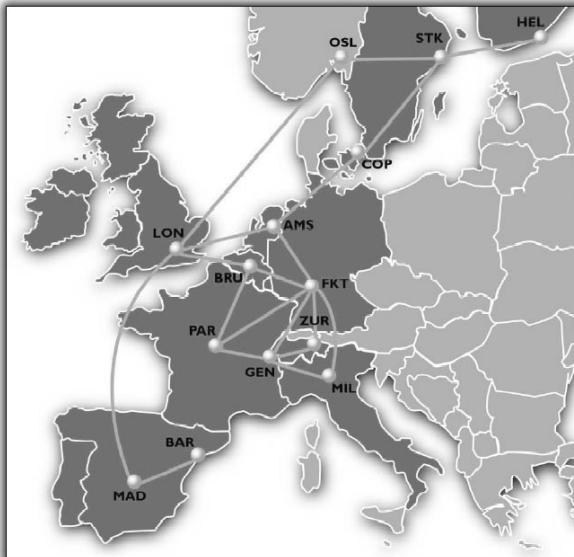 HEL
STK
OSL
COP
AMS
LON
BRU
FKT
ZUR
PAR
GEN
MIL
BAR
MAD